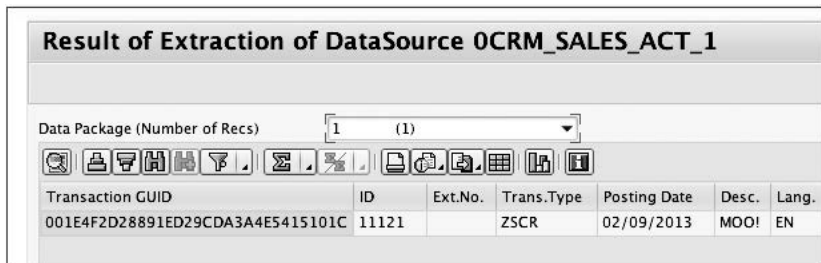 Result of Extraction of DataSource 0CRM_SALES_ACT_1
Data Package (Number of Recs) 1 (1)
Transaction GUID ID Ext.No. Trans.Type Posting Date Desc. Lang.
001E4F2D28891ED29CDA3A4E5415101C 11121 ZSCR 02/09/2013 MOO! EN